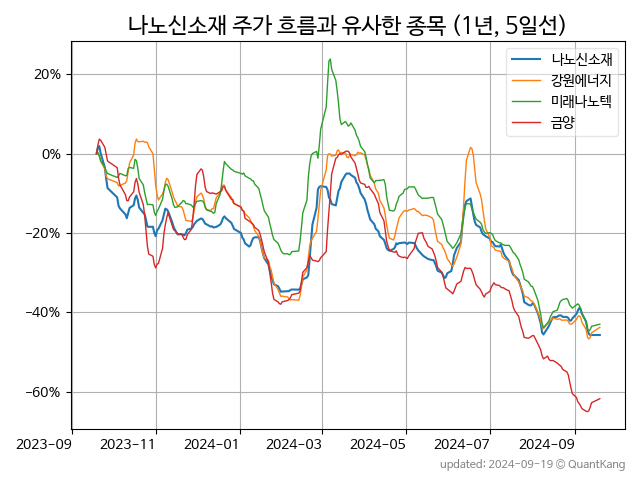 나노신소재 주가 흐름과 유사한 종목 (1년, 5일선)
나노신소재
강원에너지
미래나노텍
금양
20%
0%
−20%
−40%
−60%
2023-09 2023-11 2024-01 2024-03 2024-05 2024-07 2024-09
updated: 2024-09-19 © QuantKang